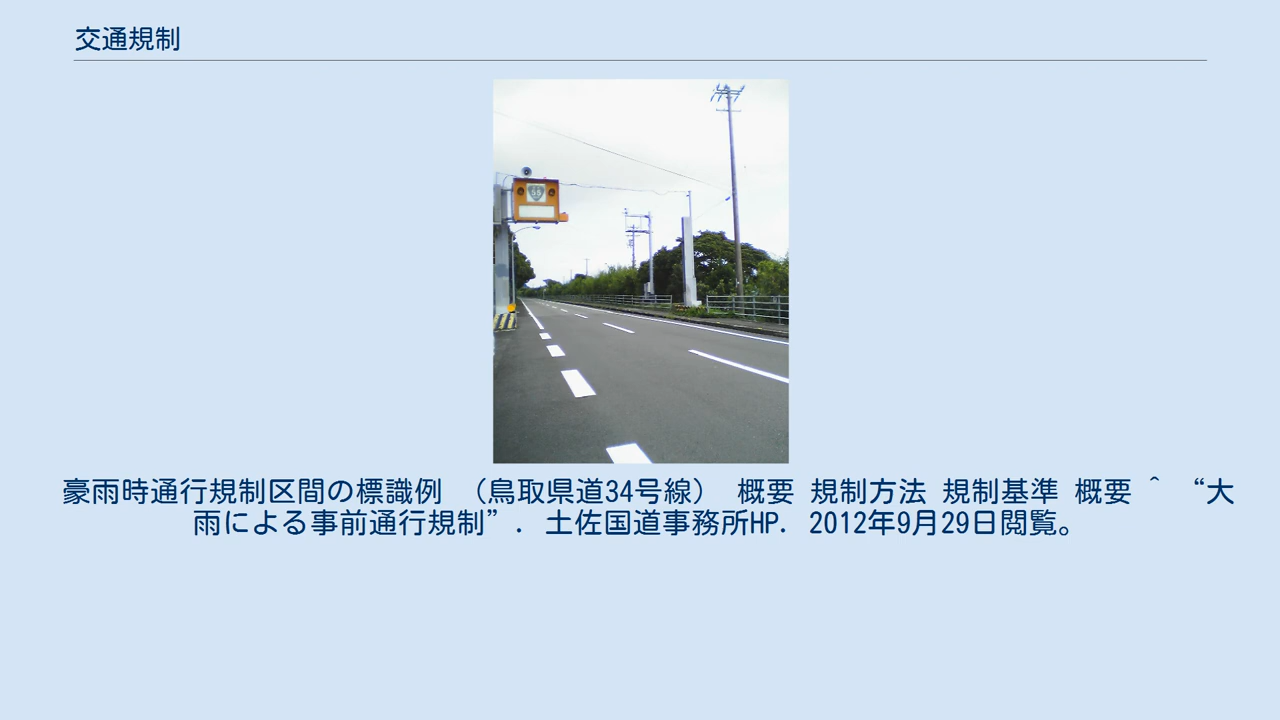 交通規制
豪雨時通行規制区間の標識例 （鳥取県道34号線） 概要 規制方法 規制基準 概要 ^ “大
雨による事前通行規制”. 土佐国道事務所HP. 2012年9月29日閲覧。